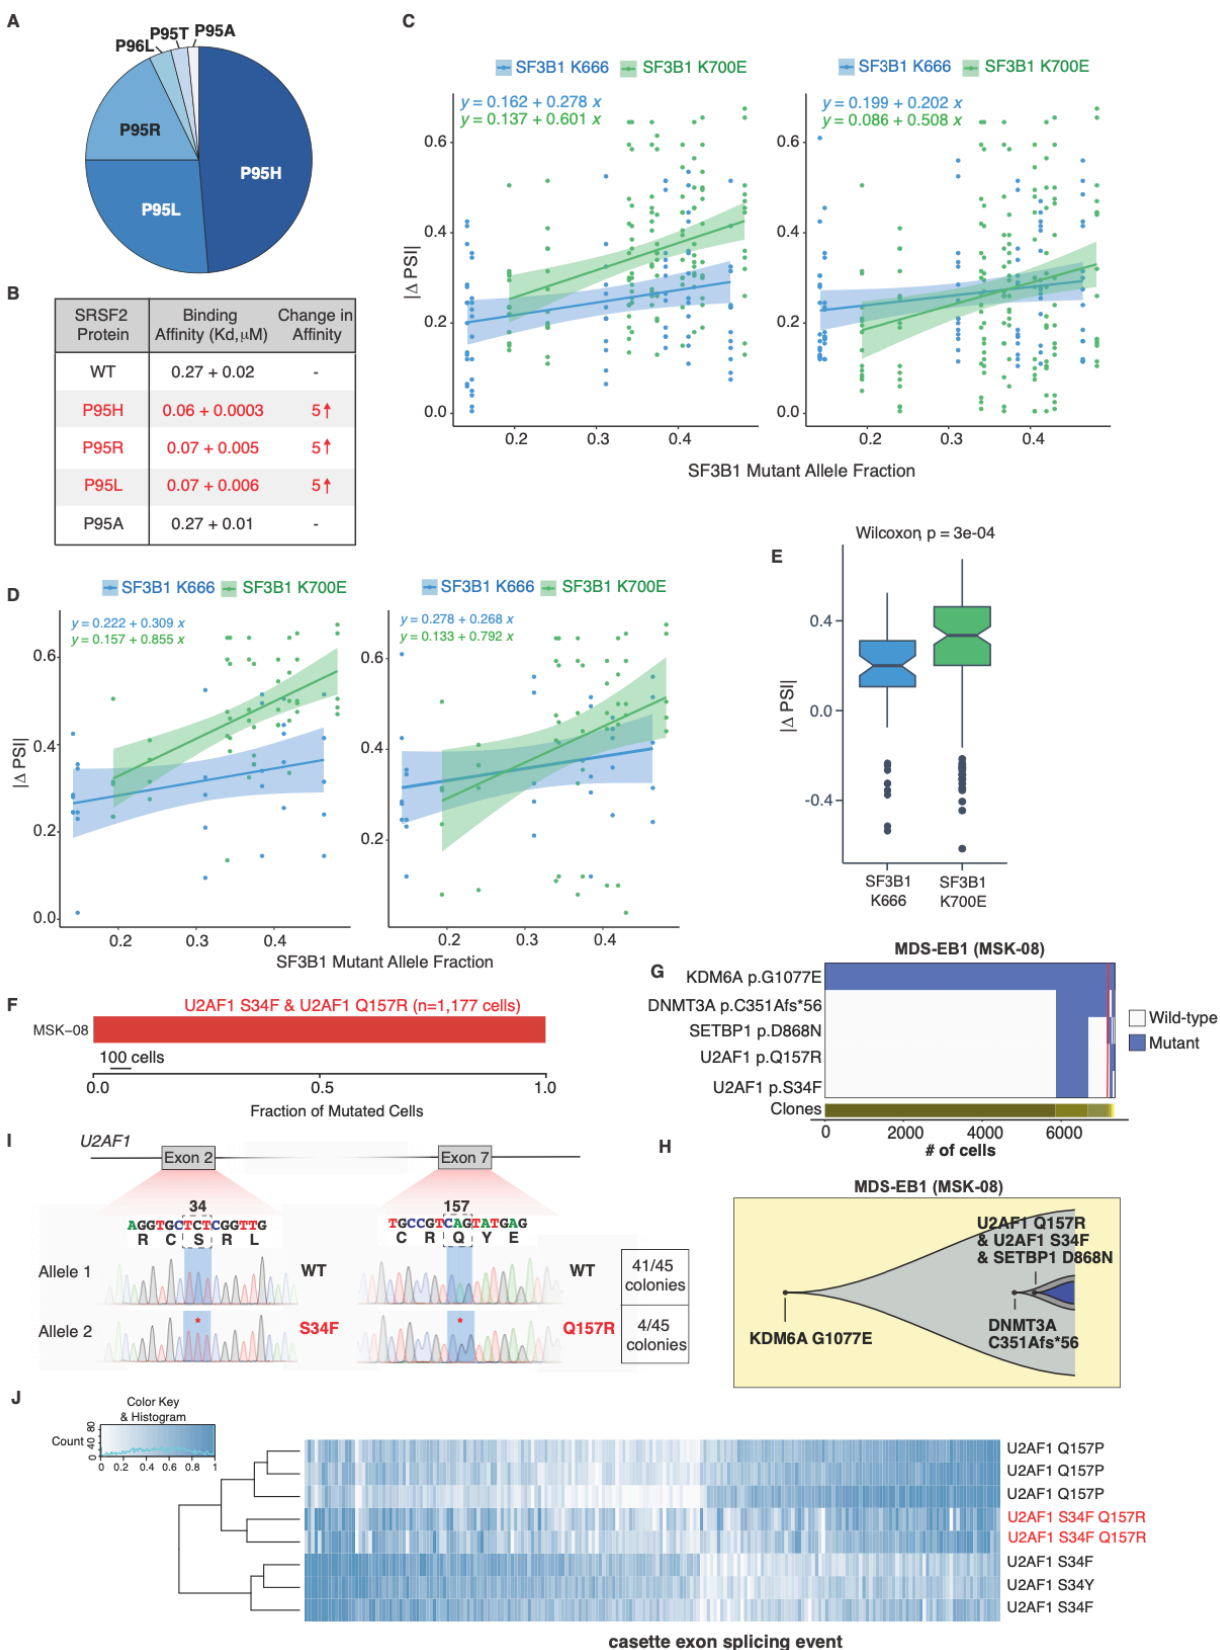 A
P95H
P95L
P95R
P96L
P95T
P95A
B
SRSF2 Protein
Binding Affinity (Kd, µM)
Change in Affinity
WT 0.27 + 0.02 -
P95H 0.06 + 0.0003 5↑
P95R 0.07 + 0.005 5↑
P95L 0.07 + 0.006 5↑
P95A 0.27 + 0.01 -
C
SF3B1 K666 SF3B1 K700E
y = 0.162 + 0.278 x
y = 0.137 + 0.601 x
|Δ PSI|
0.6
0.4
0.2
0.0
0.2 0.3 0.4
SF3B1 K666 SF3B1 K700E
y = 0.199 + 0.202 x
y = 0.086 + 0.508 x
0.6
0.4
0.2
0.0
0.2 0.3 0.4
SF3B1 Mutant Allele Fraction
D
SF3B1 K666 SF3B1 K700E
y = 0.222 + 0.309 x
y = 0.157 + 0.855 x
|Δ PSI|
0.6
0.4
0.2
0.0
0.2 0.3 0.4
SF3B1 K666 SF3B1 K700E
y = 0.278 + 0.268 x
y = 0.133 + 0.792 x
0.6
0.4
0.2
0.2 0.3 0.4
SF3B1 Mutant Allele Fraction
E
Wilcoxon, p = 3e-04
|Δ PSI|
0.4
0.0
-0.4
SF3B1 K666
SF3B1 K700E
F
U2AF1 S34F & U2AF1 Q157R (n=1,177 cells)
MSK-08
100 cells
0.0 0.5 1.0
Fraction of Mutated Cells
G
MDS-EB1 (MSK-08)
KDM6A p.G1077E
DNMT3A p.C351Afs*56
SETBP1 p.D868N
U2AF1 p.Q157R
U2AF1 p.S34F
Clones
Wild-type
Mutant
0 2000 4000 6000
# of cells
H
MDS-EB1 (MSK-08)
U2AF1 Q157R
& U2AF1 S34F
& SETBP1 D868N
KDM6A G1077E
DNMT3A
C351Afs*56
I
U2AF1
Exon 2 Exon 7
34
AGGTGCTCTCGGTTG
R C S R L
157
TGCCGTCAGTATGAG
C R Q Y E
Allele 1 WT WT
41/45 colonies
Allele 2 * S34F * Q157R
4/45 colonies
J
Color Key
& Histogram
Count
0 40 80
0 0.2 0.4 0.6 0.8 1
U2AF1 Q157P
U2AF1 Q157P
U2AF1 Q157P
U2AF1 S34F Q157R
U2AF1 S34F Q157R
U2AF1 S34F
U2AF1 S34Y
U2AF1 S34F
casette exon splicing event